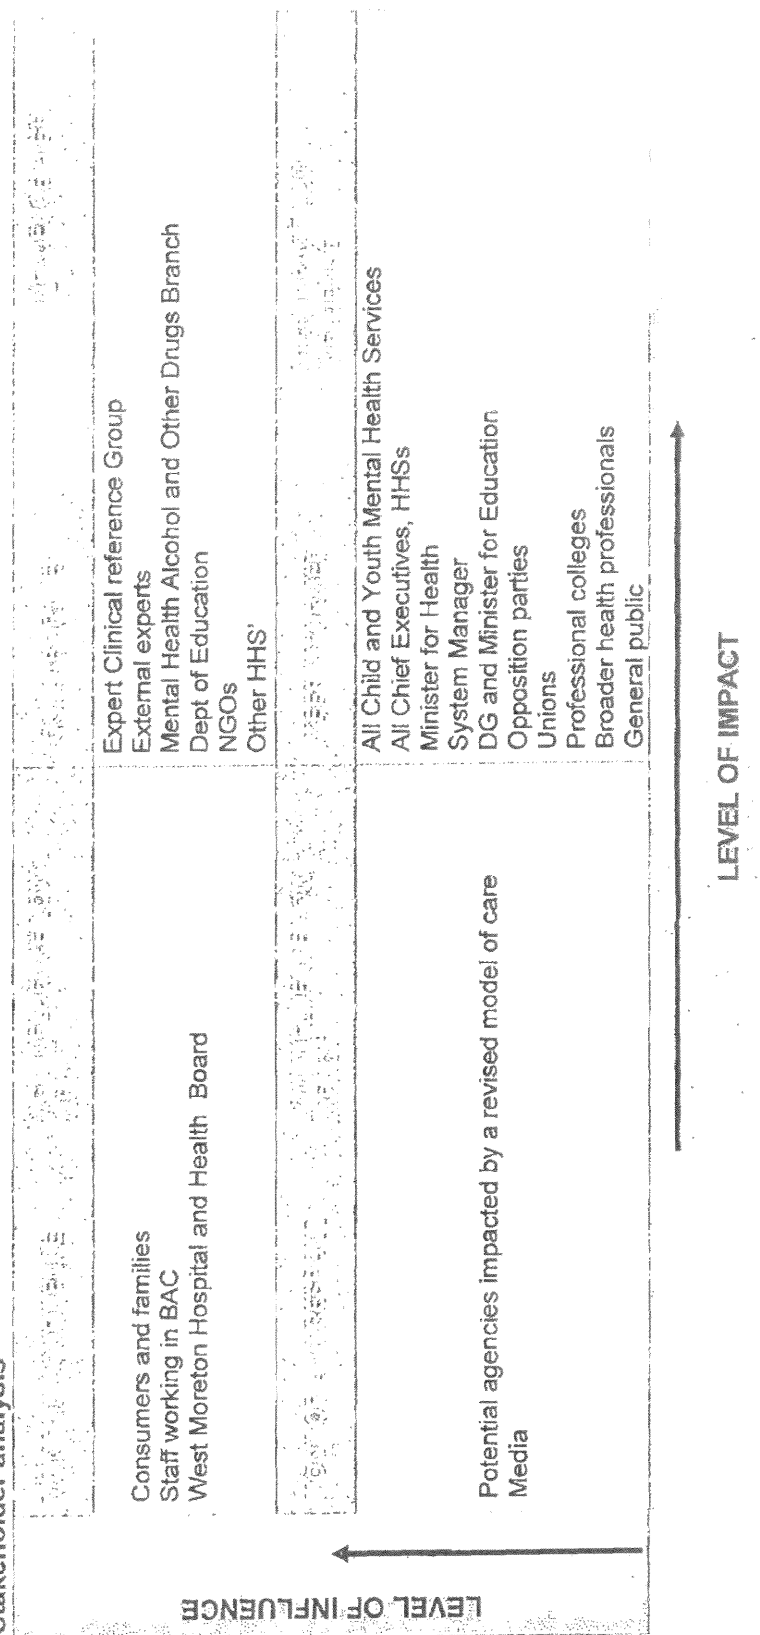 Stakeholder analysis
Consumers and families
Staff working in BAC
West Moreton Hospital and Health Board
Expert Clinical reference Group
External experts
Mental Health Alcohol and Other Drugs Branch
Dept of Education
NGOs
Other HHS'
Potential agencies impacted by a revised model of care
Media
All Child and Youth Mental Health Services
All Chief Executives, HHSs
Minister for Health
System Manager
DG and Minister for Education
Opposition parties
Unions
Professional colleges
Broader health professionals
General public
LEVEL OF INFLUENCE
LEVEL OF IMPACT